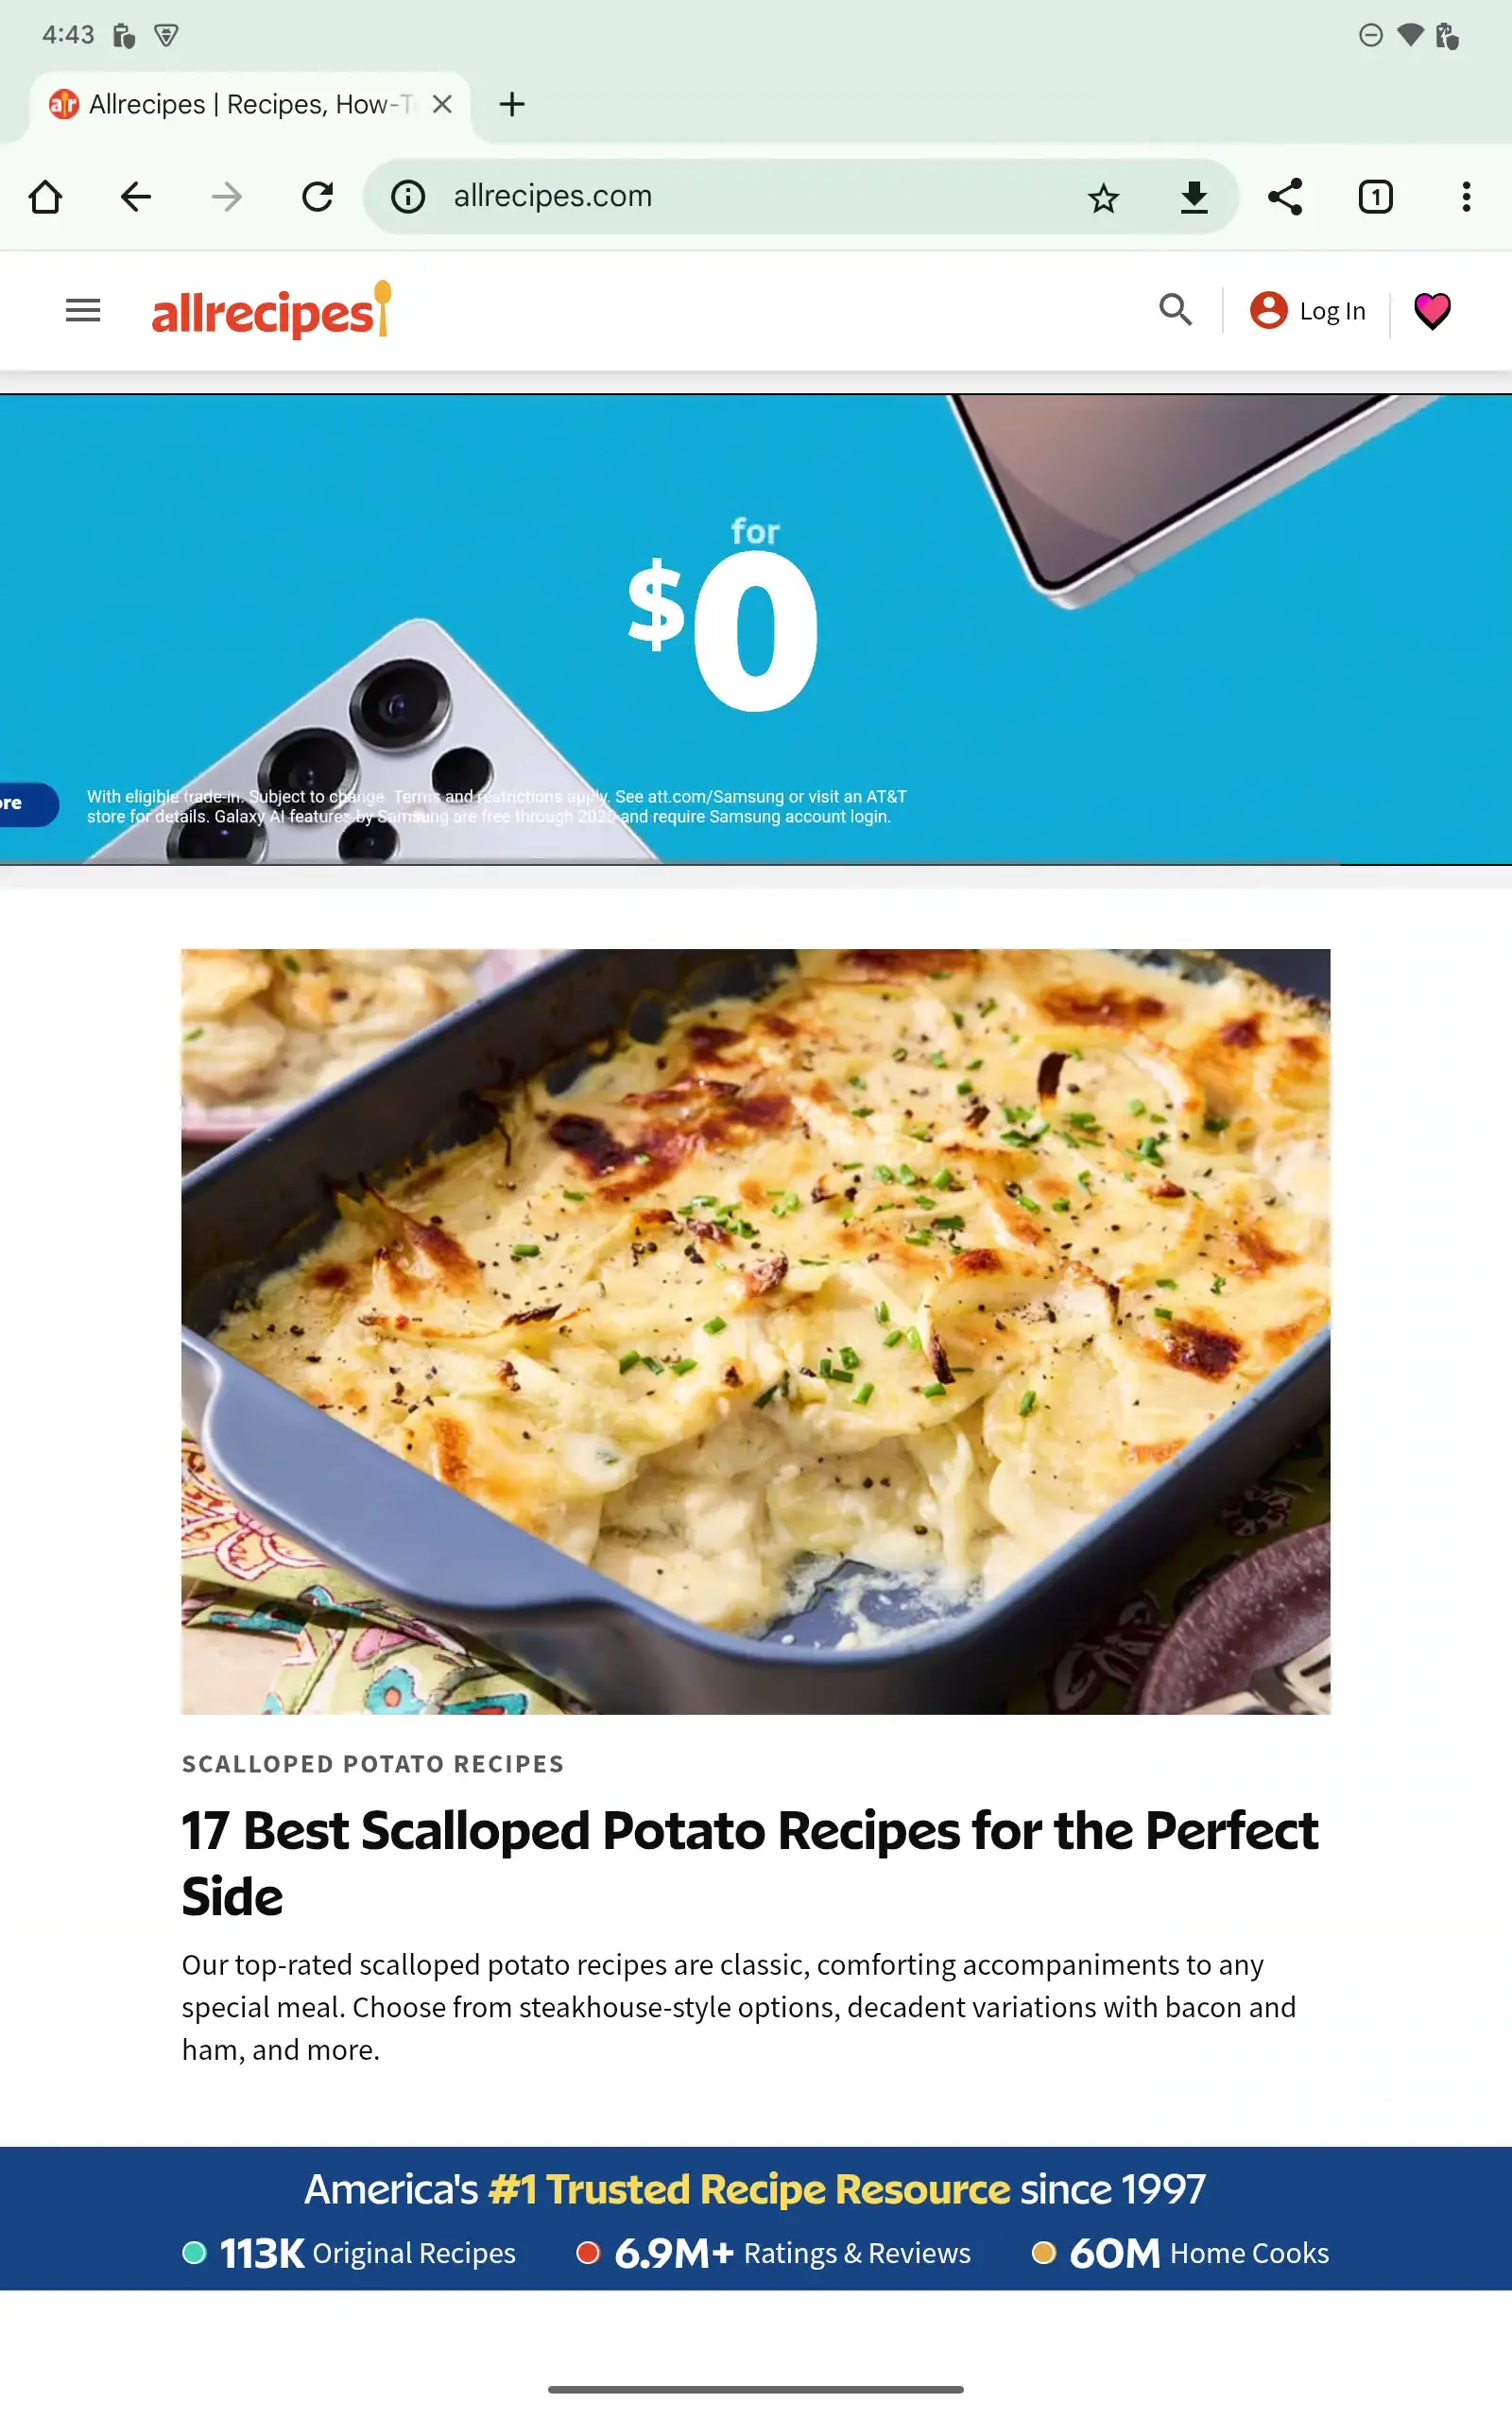 4:43
Allrecipes | Recipes, How-T
allrecipes.com
1
allrecipes
Log In
for
$0
ore
With eligible trade-in. Subject to change. Terms and restrictions apply. See att.com/Samsung or visit an AT&T
store for details. Galaxy AI features by Samsung are free through 2025 and require Samsung account login.
SCALLOPED POTATO RECIPES
17 Best Scalloped Potato Recipes for the Perfect
Side
Our top-rated scalloped potato recipes are classic, comforting accompaniments to any
special meal. Choose from steakhouse-style options, decadent variations with bacon and
ham, and more.
America's #1 Trusted Recipe Resource since 1997
113K Original Recipes 6.9M+ Ratings & Reviews 60M Home Cooks